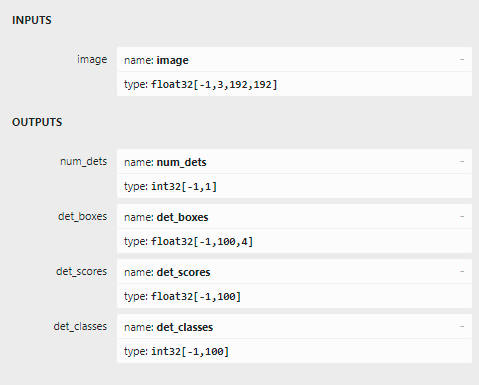 INPUTS
image name: image -
type: float32[-1,3,192,192]
OUTPUTS
num_dets name: num_dets -
type: int32[-1,1]
det_boxes name: det_boxes -
type: float32[-1,100,4]
det_scores name: det_scores -
type: float32[-1,100]
det_classes name: det_classes -
type: int32[-1,100]